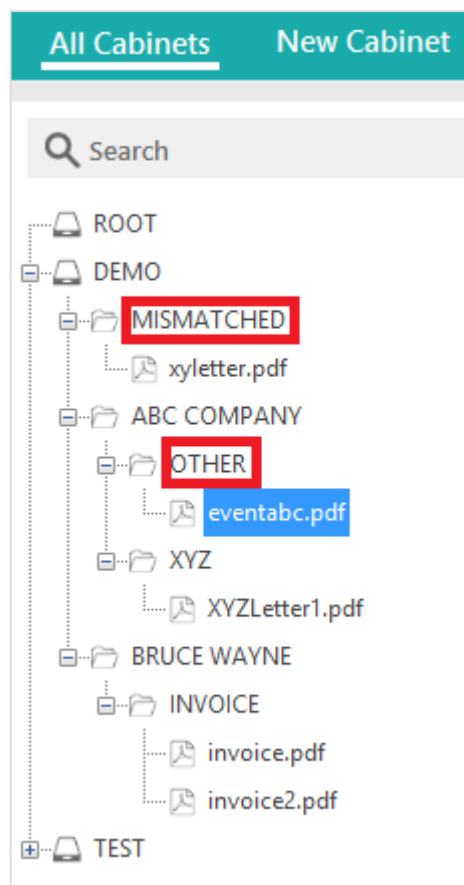 All Cabinets New Cabinet
Search
ROOT
DEMO
MISMATCHED
xyletter.pdf
ABC COMPANY
OTHER
eventabc.pdf
XYZ
XYZLetter1.pdf
BRUCE WAYNE
INVOICE
invoice.pdf
invoice2.pdf
TEST